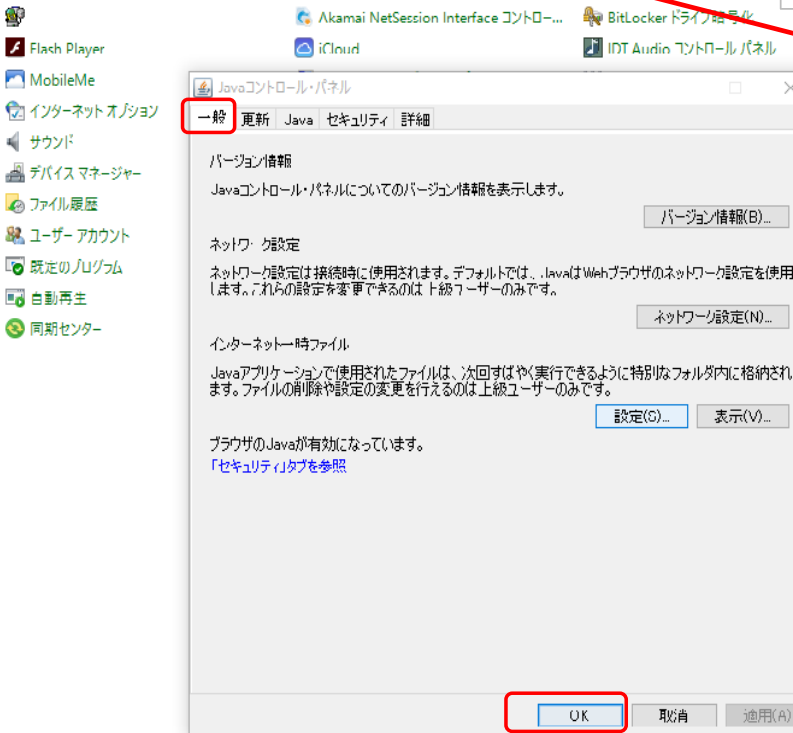 Akamai NetSession Interface コントロー...
BitLocker ドライブ暗号化
Flash Player
iCloud
IDT Audio コントロール パネル
MobileMe
インターネット オプション
サウンド
デバイス マネージャー
ファイル履歴
ユーザー アカウント
既定のプログラム
自動再生
同期センター
Javaコントロール・パネル
一般 更新 Java セキュリティ 詳細
バージョン情報
Javaコントロール・パネルについてのバージョン情報を表示します。
バージョン情報(B)...
ネットワーク設定
ネットワーク設定は接続時に使用されます。デフォルトでは、JavaはWebブラウザのネットワーク設定を使用
します。これらの設定を変更できるのは上級ユーザーのみです。
ネットワーク設定(N)...
インターネット一時ファイル
Javaアプリケーションで使用されたファイルは、次回すばやく実行できるように特別なフォルダ内に格納され
ます。ファイルの削除や設定の変更を行えるのは上級ユーザーのみです。
設定(S)... 表示(V)...
ブラウザのJavaが有効になっています。
「セキュリティ」タブを参照
OK 取消 適用(A)